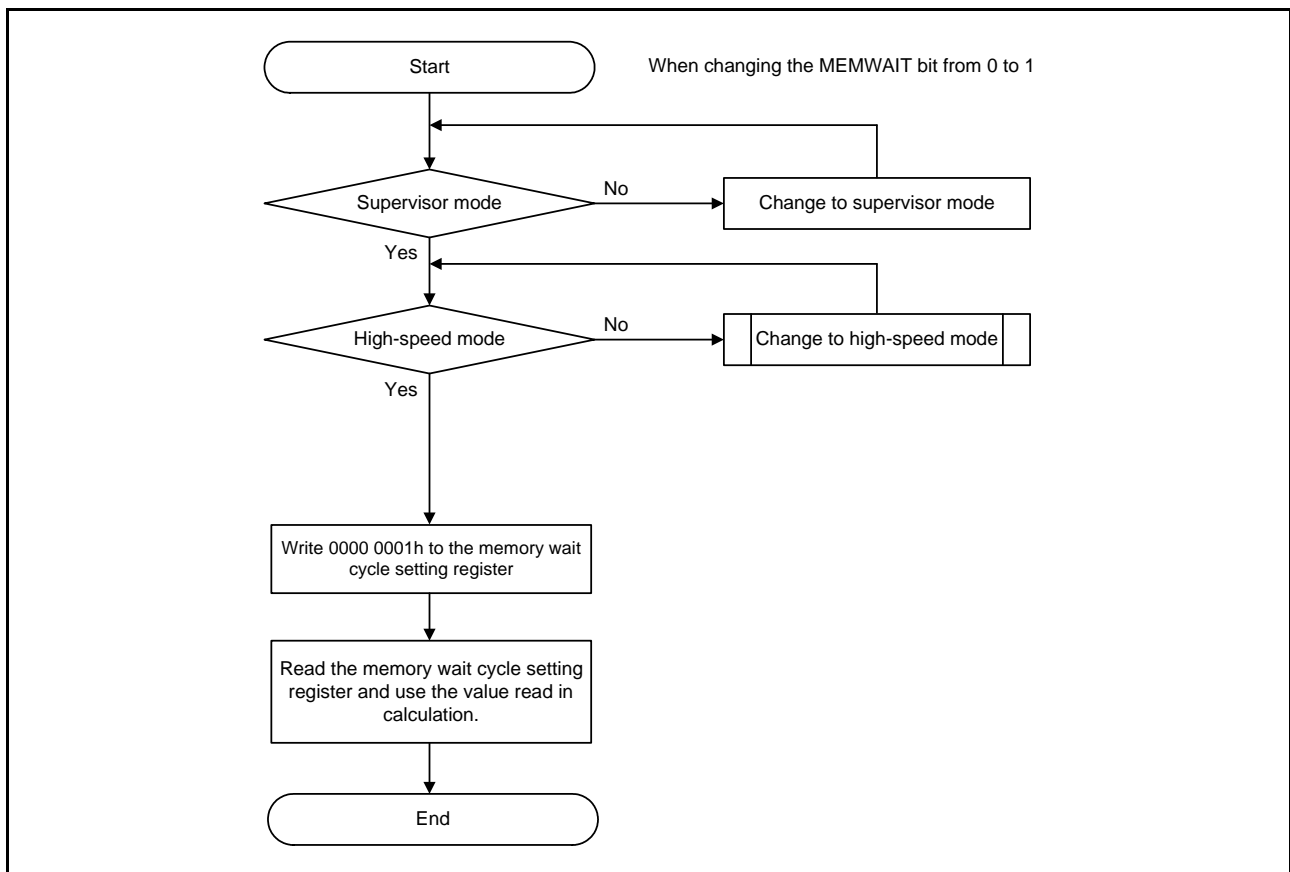 Start
When changing the MEMWAIT bit from 0 to 1
Supervisor mode
No
Change to supervisor mode
Yes
High-speed mode
No
Change to high-speed mode
Yes
Write 0000 0001h to the memory wait
cycle setting register
Read the memory wait cycle setting
register and use the value read in
calculation.
End